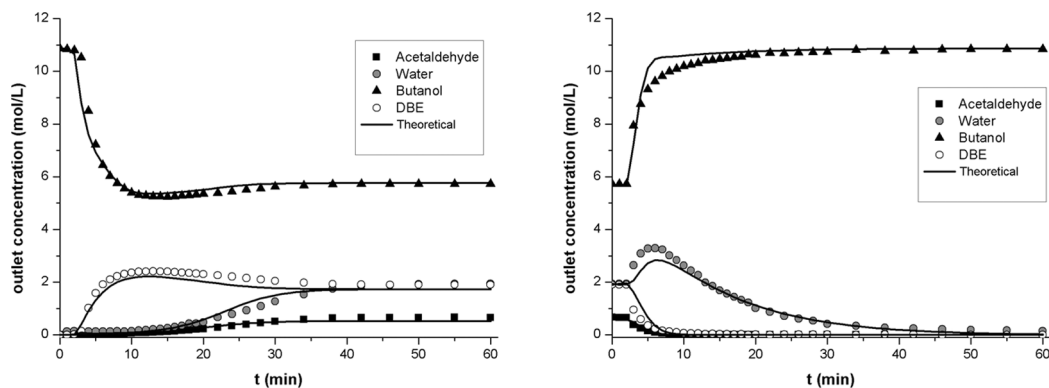 outlet concentration (mol/L)
12
10
8
6
4
2
0
0
10
20
30
40
50
60
t (min)
Acetaldehyde
Water
Butanol
DBE
Theoretical
outlet concentration (mol/L)
12
10
8
6
4
2
0
0
10
20
30
40
50
60
t (min)
Acetaldehyde
Water
Butanol
DBE
Theoretical